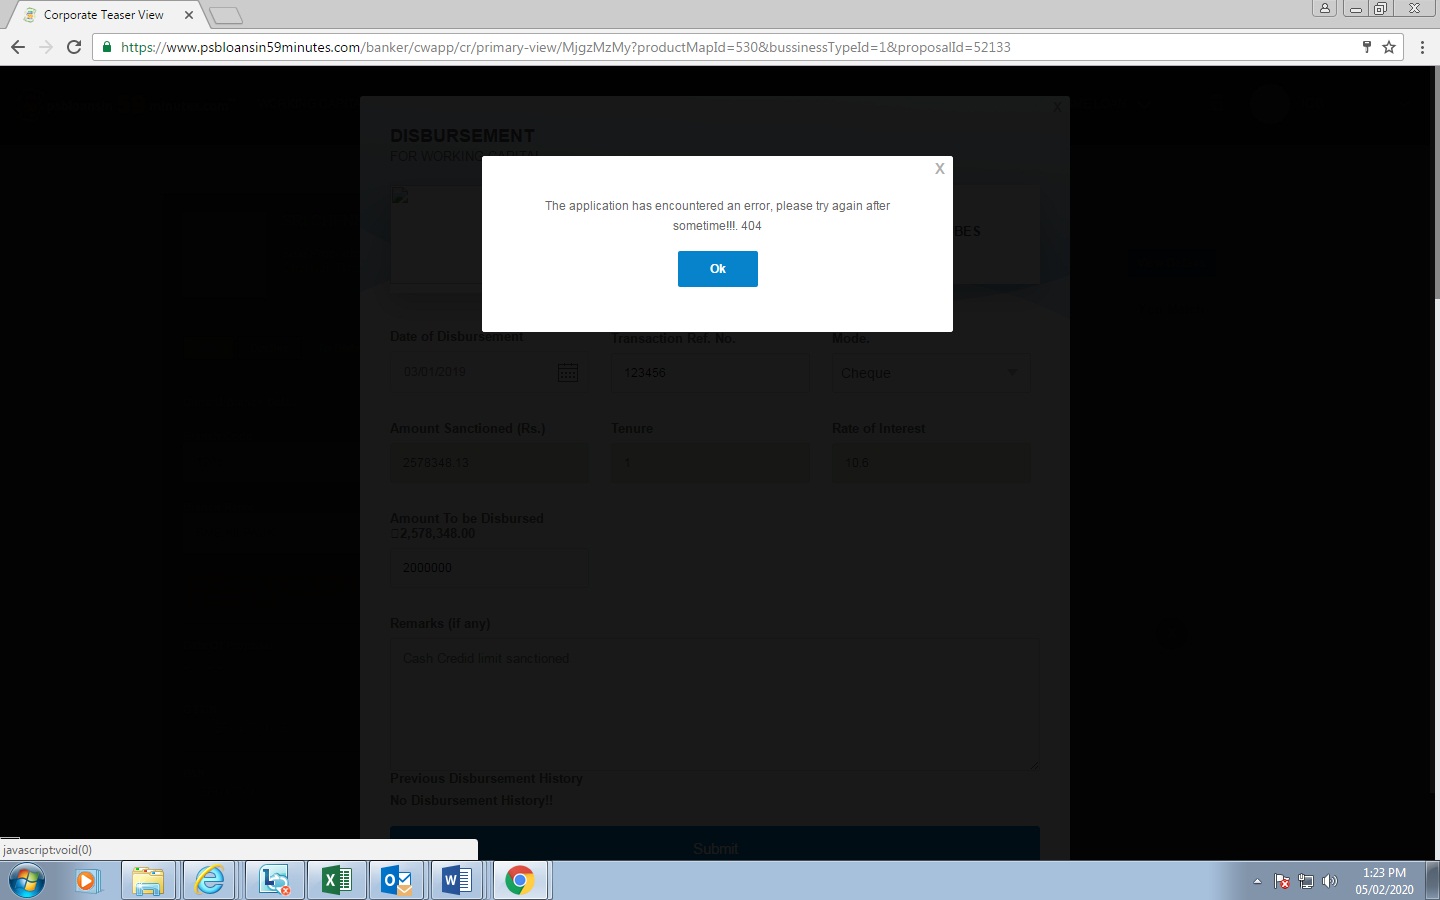 Corporate Teaser View
https://www.psbloansin59minutes.com/banker/cwapp/cr/primary-view/MjgzMzMy?productMapId=530&bussinessTypeId=1&proposalId=52133
X
DISBURSEMENT
FOR WORKING CAPITAL
X
The application has encountered an error, please try again after
sometime!!!. 404
BES
Ok
Date of Disbursement Transaction Ref. No. Mode.
03/01/2019 123456 Cheque
Amount Sanctioned (Rs.) Tenure Rate of Interest
2578348.13 1 10.6
Amount To be Disbursed
2,578,348.00
2000000
Remarks (if any)
Cash Credid limit sanctioned
Previous Disbursement History
No Disbursement History!!
Submit
javascript:void(0)
1:23 PM
05/02/2020